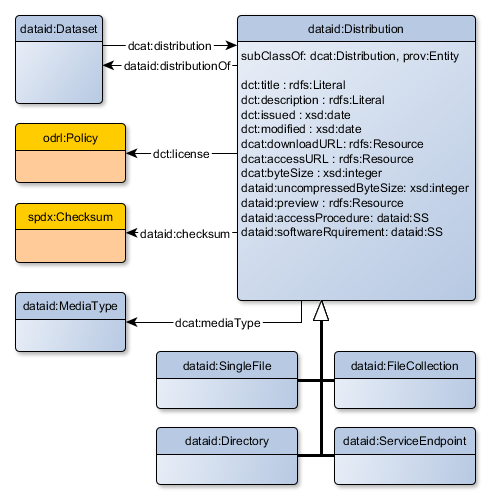 dataid:Dataset
dcat:distribution
dataid:distributionOf
dataid:Distribution
subClassOf: dcat:Distribution, prov:Entity
dct:title : rdfs:Literal
dct:description : rdfs:Literal
dct:issued : xsd:date
dct:modified : xsd:date
dcat:downloadURL : rdfs:Resource
dcat:accessURL : rdfs:Resource
dcat:byteSize : xsd:integer
dataid:uncompressedByteSize: xsd:integer
dataid:preview : rdfs:Resource
dataid:accessProcedure: dataid:SS
dataid:softwareRquirement: dataid:SS
odrl:Policy
dct:license
spdx:Checksum
dataid:checksum
dataid:MediaType
dcat:mediaType
dataid:SingleFile
dataid:FileCollection
dataid:Directory
dataid:ServiceEndpoint